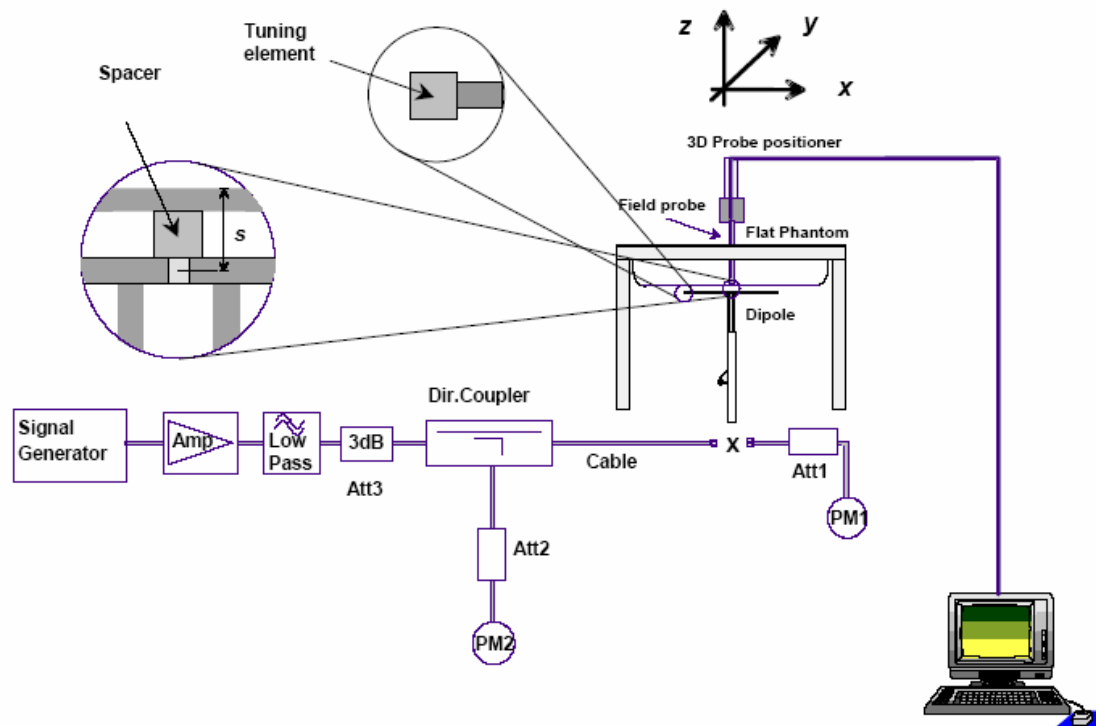 Tuning
element
z
y
x
Spacer
3D Probe positioner
Field probe
Flat Phantom
s
Dipole
Dir.Coupler
Signal
Generator
Amp
Low
Pass
3dB
Att3
Cable
X
Att1
PM1
Att2
PM2